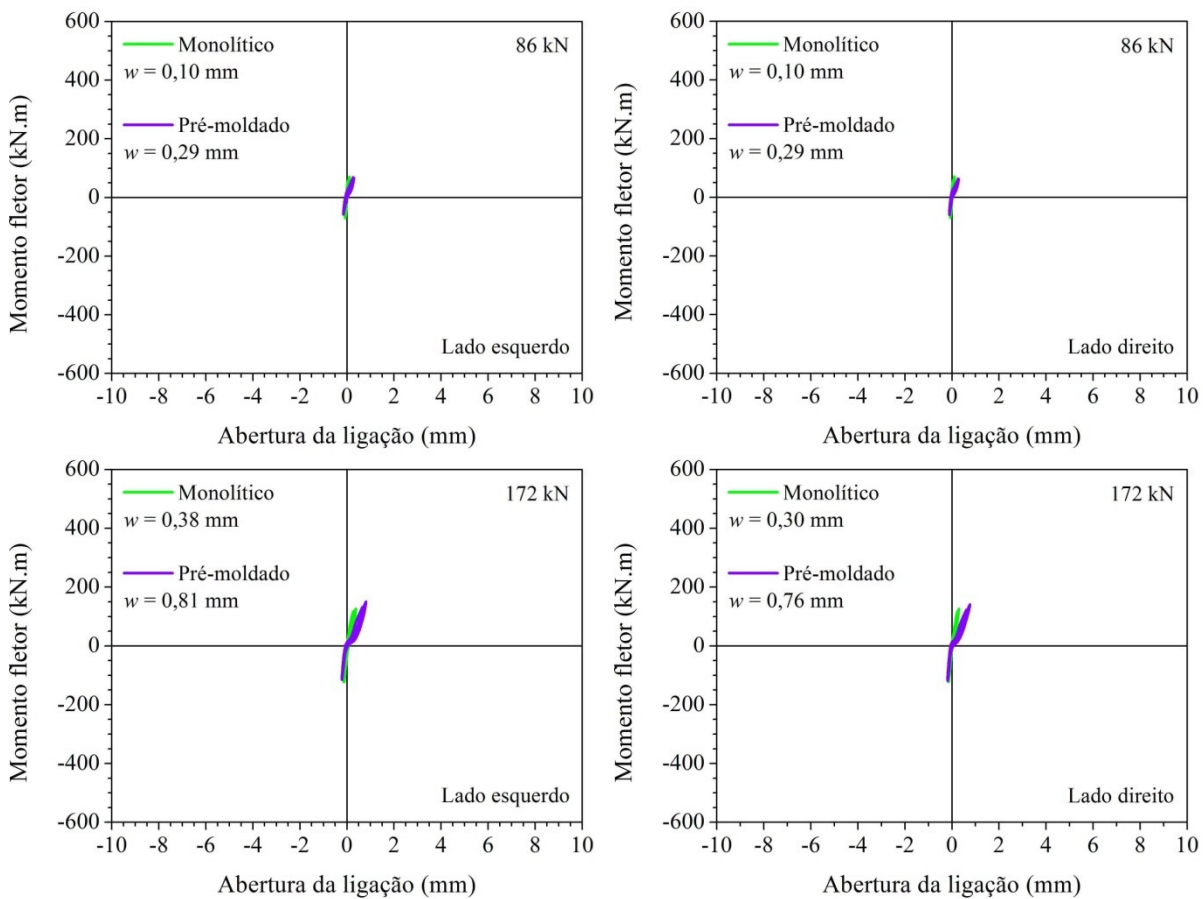 Momento fletor (kN.m)
600
400
200
0
-200
-400
-600
Monolítico
w = 0,10 mm
Pré-moldado
w = 0,29 mm
86 kN
Lado esquerdo
-10 -8 -6 -4 -2 0 2 4 6 8 10
Abertura da ligação (mm)
Momento fletor (kN.m)
600
400
200
0
-200
-400
-600
Monolítico
w = 0,10 mm
Pré-moldado
w = 0,29 mm
86 kN
Lado direito
-10 -8 -6 -4 -2 0 2 4 6 8 10
Abertura da ligação (mm)
Momento fletor (kN.m)
600
400
200
0
-200
-400
-600
Monolítico
w = 0,38 mm
Pré-moldado
w = 0,81 mm
172 kN
Lado esquerdo
-10 -8 -6 -4 -2 0 2 4 6 8 10
Abertura da ligação (mm)
Momento fletor (kN.m)
600
400
200
0
-200
-400
-600
Monolítico
w = 0,30 mm
Pré-moldado
w = 0,76 mm
172 kN
Lado direito
-10 -8 -6 -4 -2 0 2 4 6 8 10
Abertura da ligação (mm)